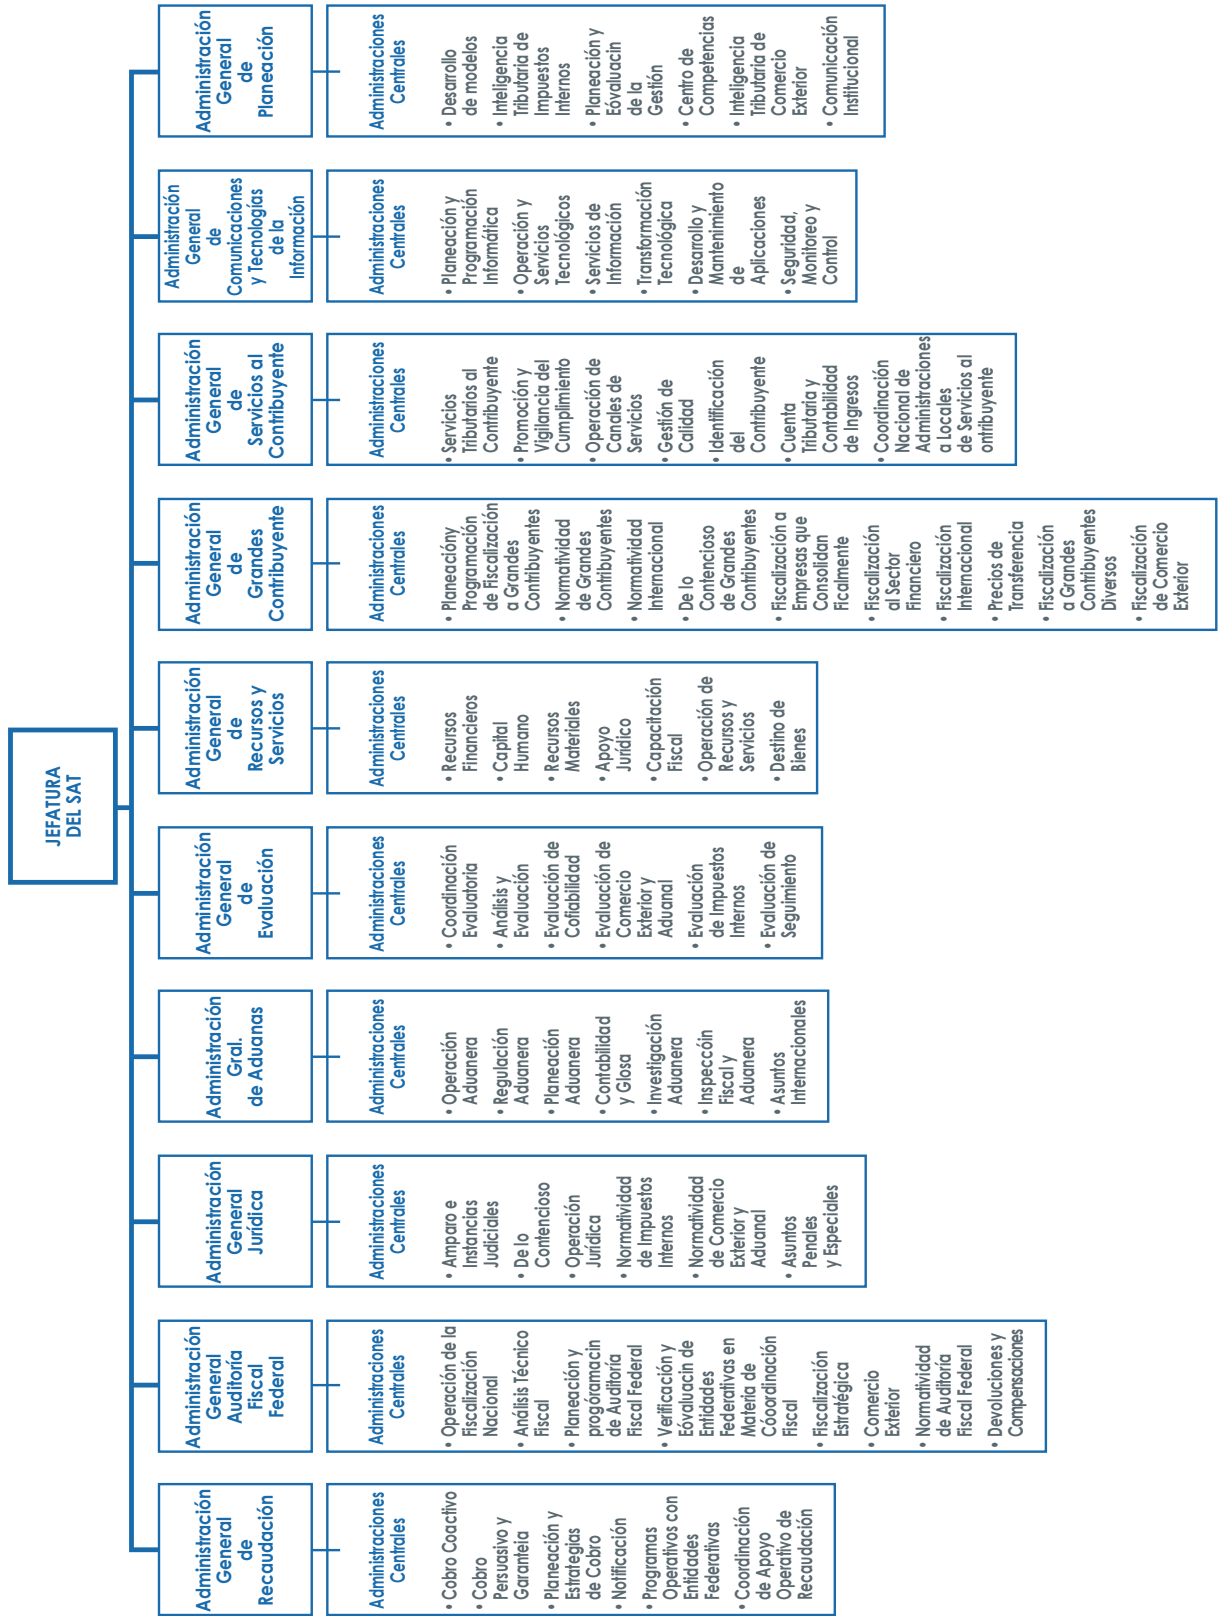 JEFATURA
DEL SAT
Administración
General
de
Recaudación
Administraciones
Centrales
• Cobro Coactivo
• Cobro
Persuasivo y
Garanteia
• Planeación y
Estrategias
de Cobro
• Notificación
• Programas
Operativos con
Entidades
Federativas
• Coordinación
de Apoyo
Operativo de
Recaudación
Administración
General
Auditoría
Fiscal
Federal
Administraciones
Centrales
• Operación de la
Fiscalización
Nacional
• Análisis Técnico
Fiscal
• Planeación y
progóramacin
de Auditoría
Fiscal Federal
• Verificación y
Eóvaluacin de
Entidades
Federativas en
Materia de
Cóoordinación
Fiscal
• Fiscalización
Estratégica
• Comercio
Exterior
• Normatividad
de Auditoría
Fiscal Federal
• Devoluciones y
Compensaciones
Administración
General
Jurídica
Administraciones
Centrales
• Amparo e
Instancias
Judiciales
• De lo
Contencioso
• Operación
Jurídica
• Normatividad
de Impuestos
Internos
• Normatividad
de Comercio
Exterior y
Aduanal
• Asuntos
Penales
y Especiales
Administración
Gral.
de Aduanas
Administraciones
Centrales
• Operación
Aduanera
• Regulación
Aduanera
• Planeación
Aduanera
• Contabilidad
y Glosa
• Investigación
Aduanera
• Inspeccóin
Fiscal y
Aduanera
• Asuntos
Internacionales
Administración
General
de
Evaluación
Administraciones
Centrales
• Coordinación
Evaluatoria
• Análisis y
Evaluación
• Evaluación de
Cofiabilidad
• Evaluación de
Comercio
Exterior y
Aduanal
• Evaluación
de Impuestos
Internos
• Evaluación de
Seguimiento
Administración
General
de
Recursos y
Servicios
Administraciones
Centrales
• Recursos
Financieros
• Capital
Humano
• Recursos
Materiales
• Apoyo
Jurídico
• Capacitación
Fiscal
• Operación de
Recursos y
Servicios
• Destino de
Bienes
Administración
General
de
Grandes
Contribuyente
Administraciones
Centrales
• Planeacióny
Programación
de Fiscalización
a Grandes
Contribuyentes
• Normatividad
de Grandes
Contribuyentes
• Normatividad
Internacional
• De lo
Contencioso
de Grandes
Contribuyentes
• Fiscalización a
Empresas que
Consolidan
Ficalmente
• Fiscalización
al Sector
Financiero
• Fiscalización
Internacional
• Precios de
Transferencia
• Fiscalización
a Grandes
Contribuyentes
Diversos
• Fiscalización
de Comercio
Exterior
Administración
General
de
Servicios al
Contribuyente
Administraciones
Centrales
• Servicios
Tributarios al
Contribuyente
• Promoción y
Vigilancia del
Cumplimiento
• Operación de
Canales de
Servicios
• Gestión de
Calidad
• Identificación
del
Contribuyente
• Cuenta
Tributaria y
Contabilidad
de Ingresos
• Coordinación
Nacional de
Administraciones
a Locales
de Servicios al
ontribuyente
Administración
General
de
Comunicaciones
y Tecnologías
de la
Información
Administraciones
Centrales
• Planeación y
Programación
Informática
• Operación y
Servicios
Tecnológicos
• Servicios de
Información
• Transformación
Tecnológica
• Desarrollo y
Mantenimiento
de
Aplicaciones
• Seguridad,
Monitoreo y
Control
Administración
General
de
Planeación
Administraciones
Centrales
• Desarrollo
de modelos
• Inteligencia
Tributaria de
Impuestos
Internos
• Planeación y
Eóvaluacin
de la
Gestión
• Centro de
Competencias
• Inteligencia
Tributaria de
Comercio
Exterior
• Comunicación
Institucional